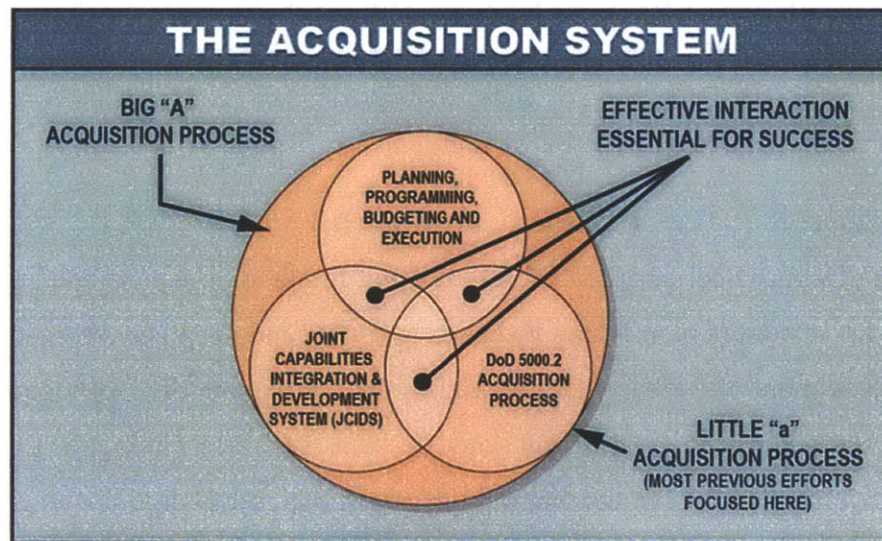 THE ACQUISITION SYSTEM
BIG "A"
ACQUISITION PROCESS
EFFECTIVE INTERACTION
ESSENTIAL FOR SUCCESS
PLANNING,
PROGRAMMING,
BUDGETING AND
EXECUTION
JOINT
CAPABILITIES
INTEGRATION &
DEVELOPMENT
SYSTEM (JCIDS)
DoD 5000.2
ACQUISITION
PROCESS
LITTLE "a"
ACQUISITION PROCESS
(MOST PREVIOUS EFFORTS
FOCUSED HERE)